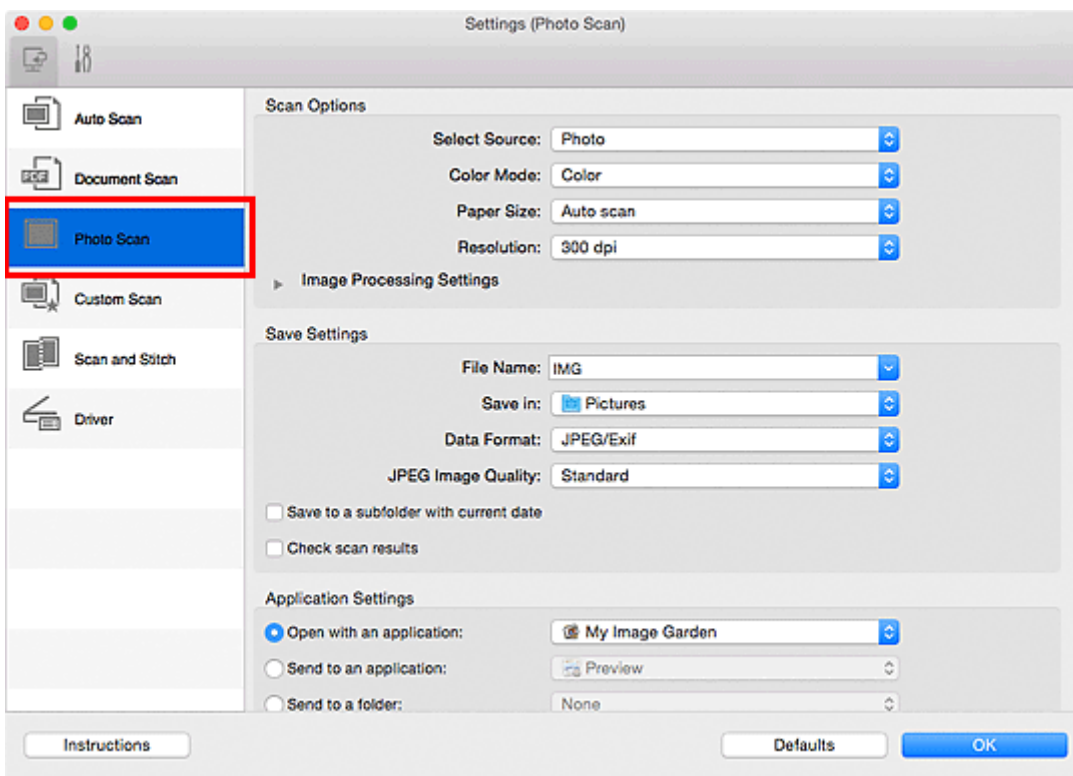 Settings (Photo Scan)
Auto Scan
PDF
Document Scan
Photo Scan
Custom Scan
Scan and Stitch
Driver
Scan Options
Select Source: Photo
Color Mode: Color
Paper Size: Auto scan
Resolution: 300 dpi
Image Processing Settings
Save Settings
File Name: IMG
Save in: Pictures
Data Format: JPEG/Exif
JPEG Image Quality: Standard
Save to a subfolder with current date
Check scan results
Application Settings
Open with an application: My Image Garden
Send to an application: Preview
Send to a folder: None
Instructions
Defaults
OK